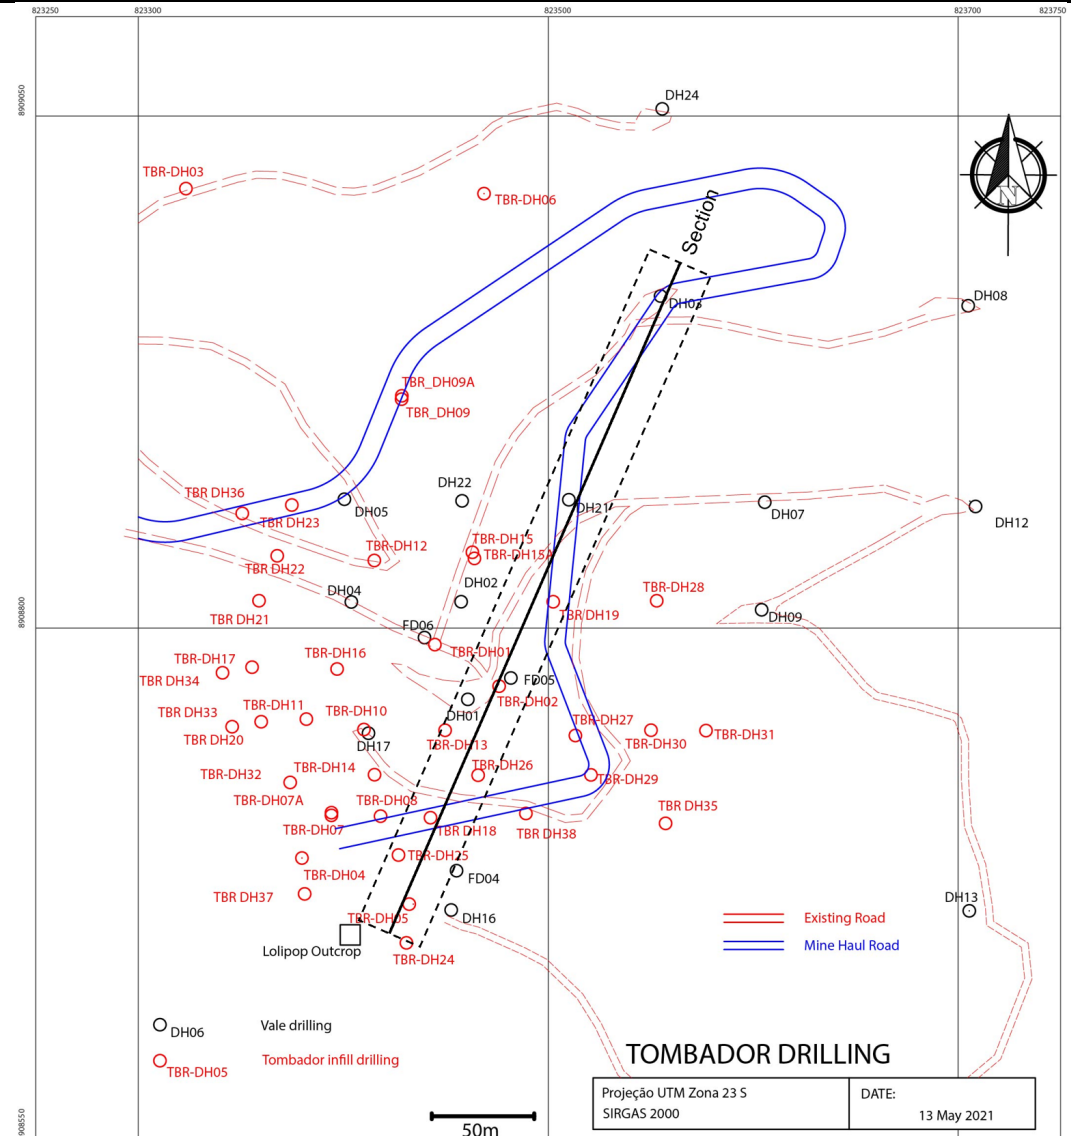 823250
823300
823500
823700
823750
8909050
DH24
TBR-DH03
TBR-DH06
N
Section
DH03
DH08
TBR_DH09A
TBR_DH09
DH22
TBR DH36
DH05
TBR DH23
DH21
DH07
DH12
TBR-DH12
TBR-DH15
TBR-DH15A
TBR DH22
DH04
DH02
TBR-DH28
TBR DH21
TBR DH19
DH09
8908800
FD06
TBR-DH01
TBR-DH17
TBR-DH16
TBR DH34
FD05
TBR-DH02
TBR DH33
TBR-DH11
TBR-DH10
DH01
TBR-DH27
TBR DH20
DH17
TBR-DH13
TBR-DH30
TBR-DH31
TBR-DH32
TBR-DH14
TBR-DH26
TBR-DH29
TBR-DH07A
TBR-DH08
TBR-DH07
TBR DH18
TBR DH38
TBR DH35
TBR-DH25
TBR-DH04
FD04
TBR DH37
TBR-DH05
DH16
DH13
Existing Road
Lolipop Outcrop
TBR-DH24
Mine Haul Road
DH06
Vale drilling
TBR-DH05
Tombador infill drilling
TOMBADOR DRILLING
Projeção UTM Zona 23 S
SIRGAS 2000
DATE:
13 May 2021
50m
908550